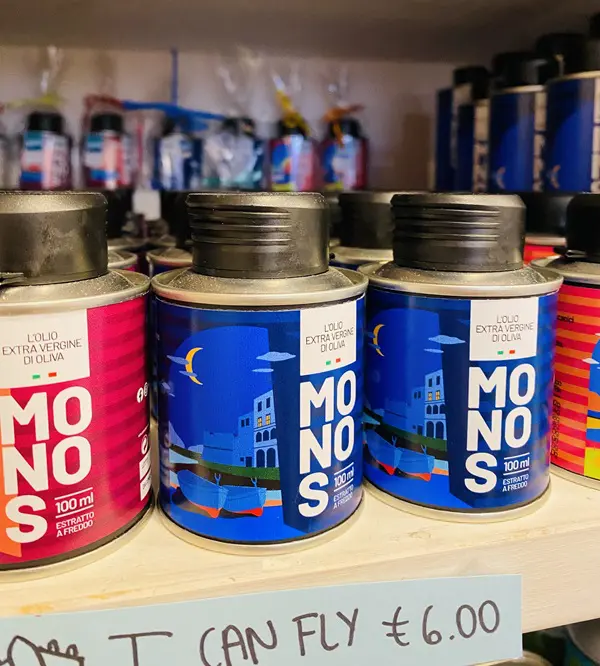 L'OLIO
EXTRA VERGINE
DI OLIVA
MO
NO
S
100 ml
ESTRATTO
A FREDDO
L'OLIO
EXTRA VERGINE
DI OLIVA
MO
NO
S
100 ml
ESTRATTO
A FREDDO
L'OLIO
EXTRA VERGINE
DI OLIVA
MO
NO
S
100 ml
ESTRATTO
A FREDDO
I CAN FLY €6.00